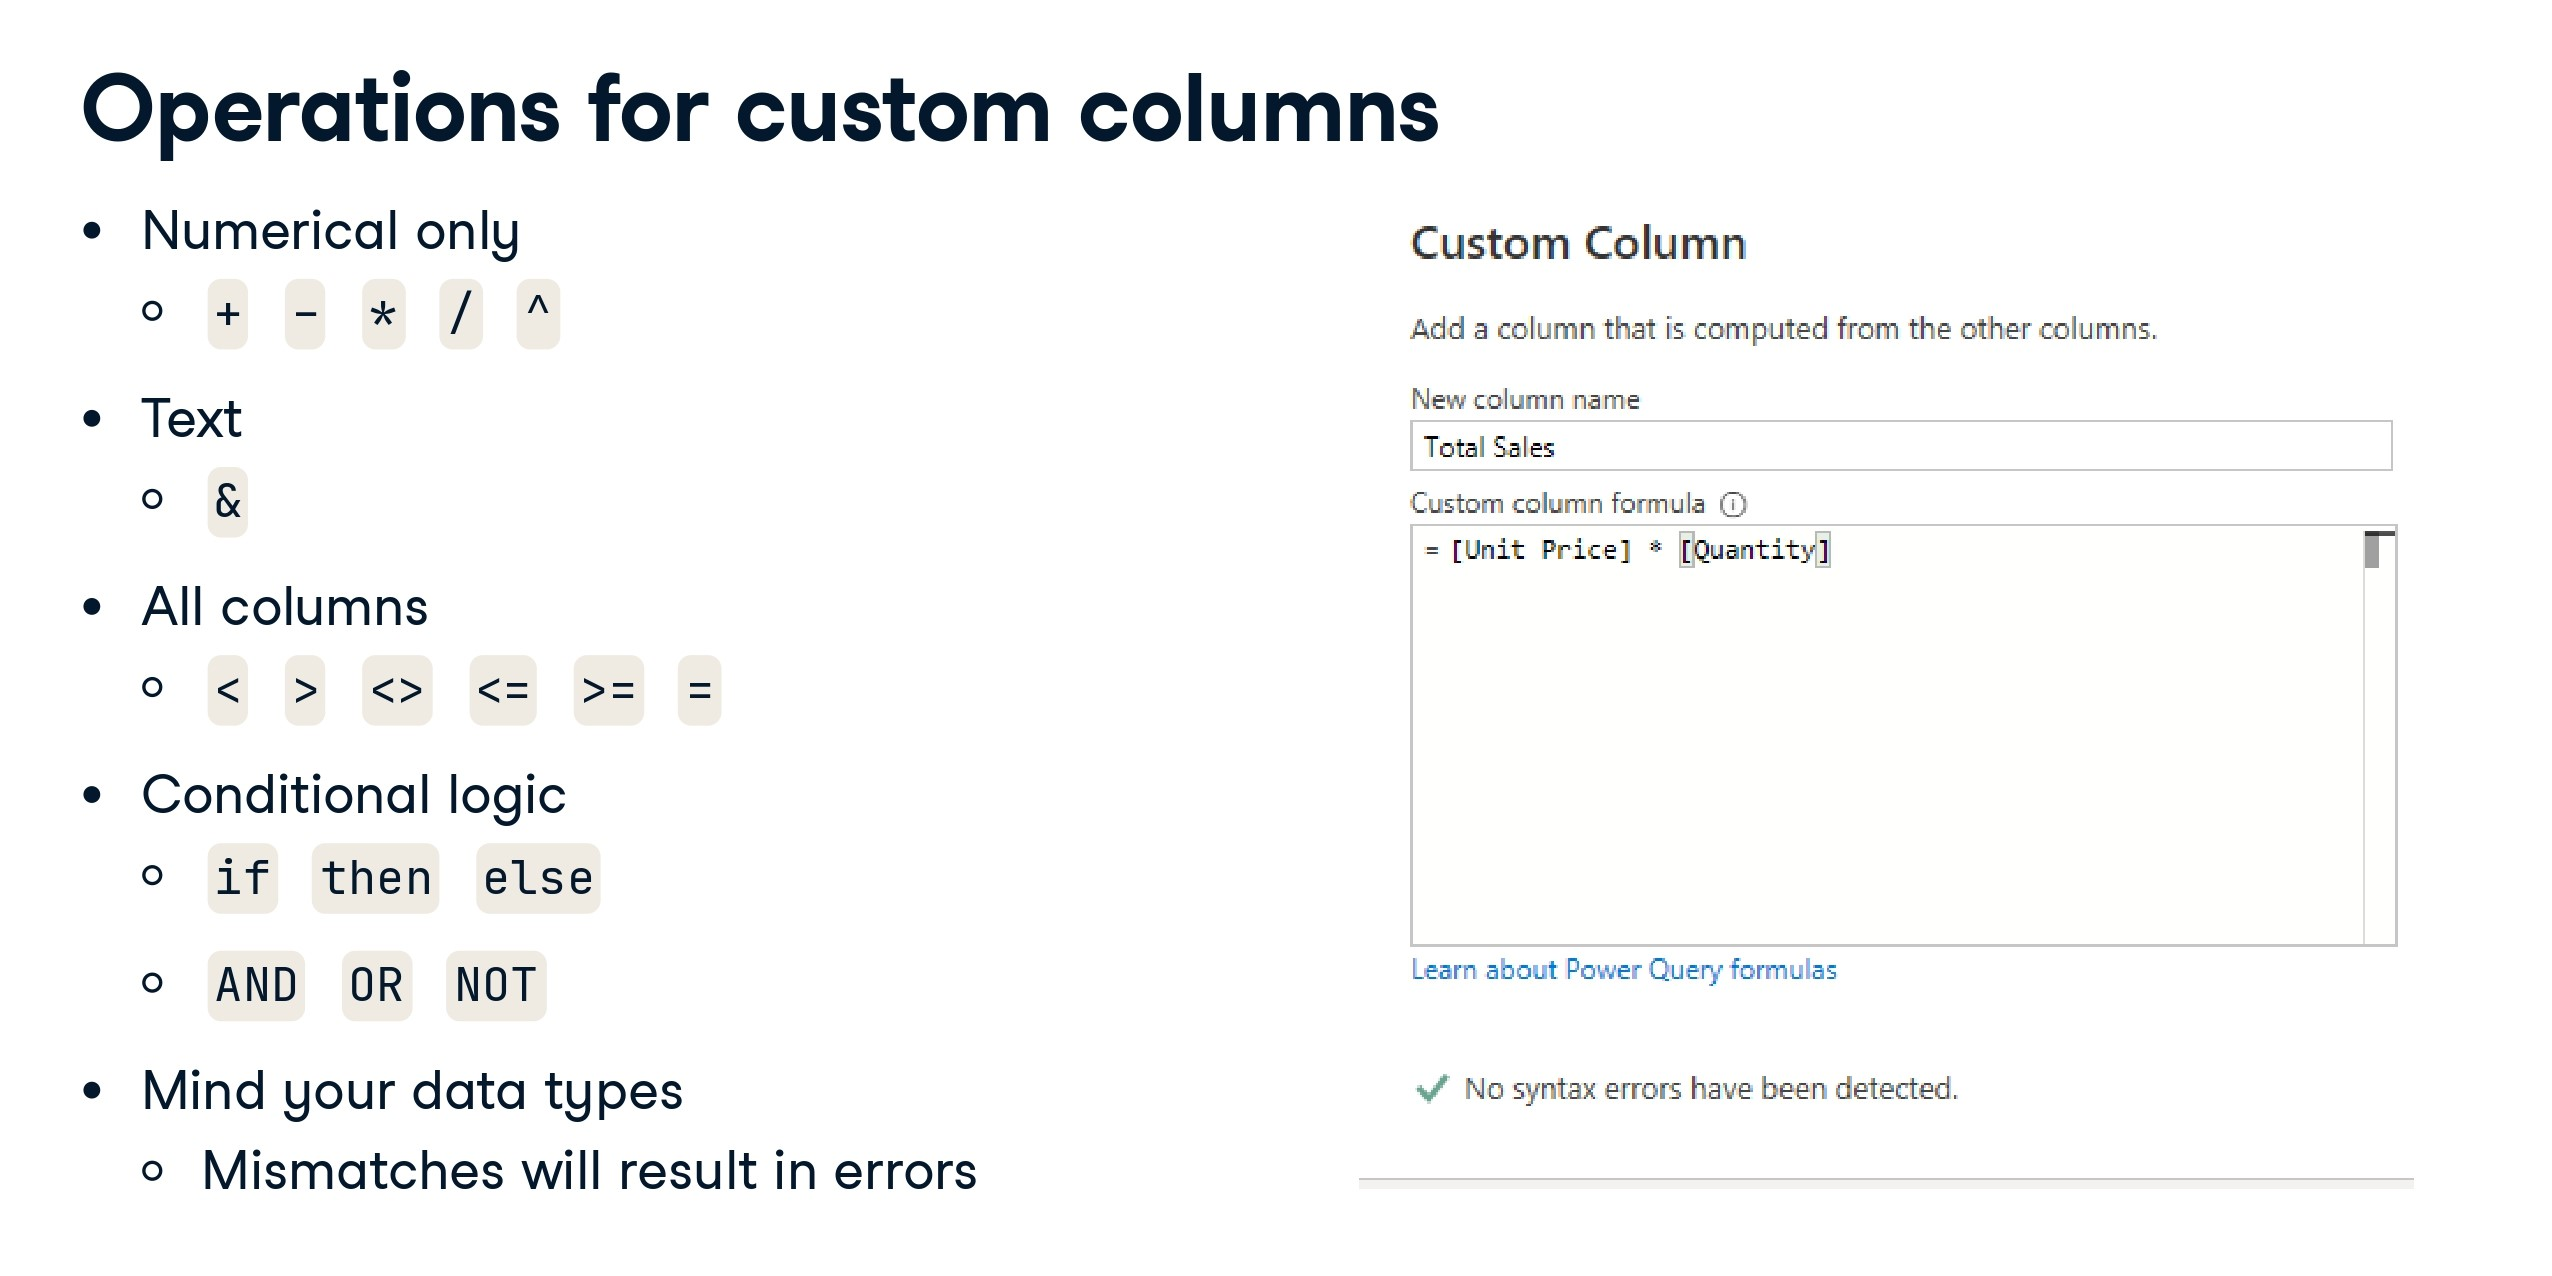 Operations for custom columns
• Numerical only
+ - * / ^
• Text
&
• All columns
< > <> <= >= =
• Conditional logic
if then else
AND OR NOT
• Mind your data types
Mismatches will result in errors
Custom Column
Add a column that is computed from the other columns.
New column name
Total Sales
Custom column formula
= [Unit Price] * [Quantity]
Learn about Power Query formulas
No syntax errors have been detected.